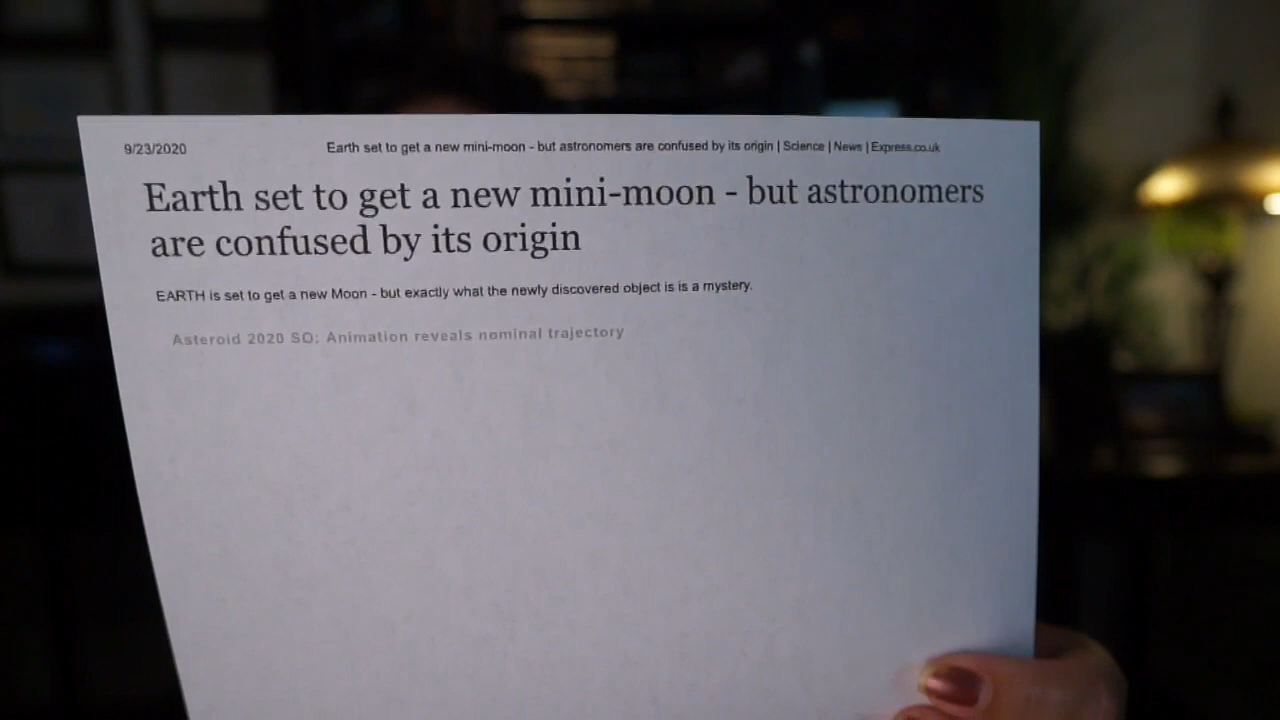 9/23/2020 Earth set to get a new mini-moon - but astronomers are confused by its origin | Science | News | Express.co.uk
Earth set to get a new mini-moon - but astronomers
are confused by its origin
EARTH is set to get a new Moon - but exactly what the newly discovered object is is a mystery.
Asteroid 2020 SO: Animation reveals nominal trajectory